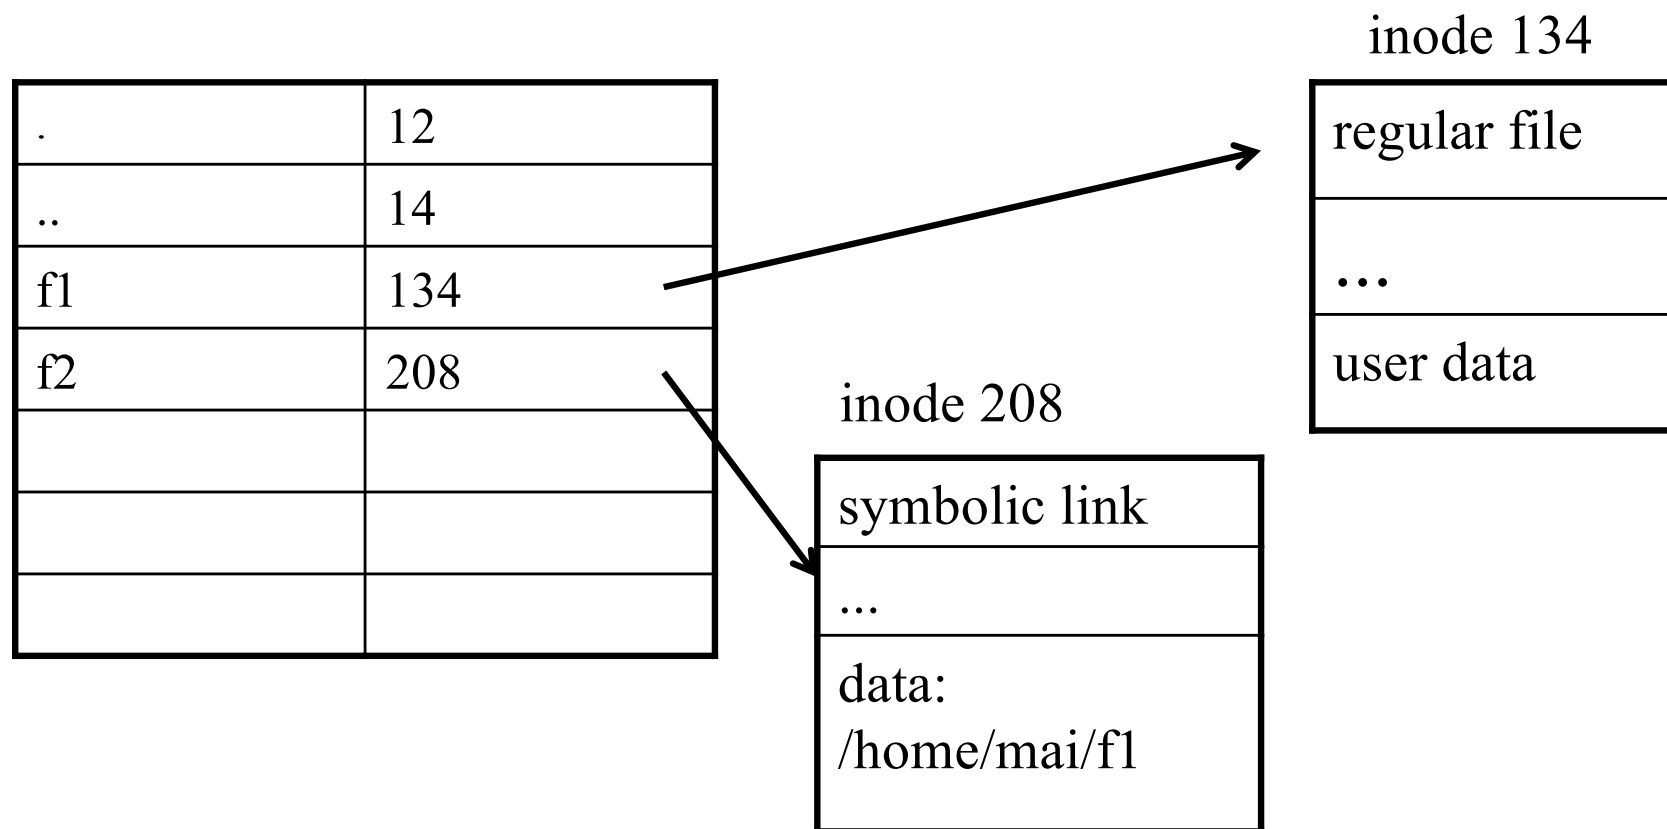 inode 134
. 12
.. 14
f1 134
f2 208
regular file
...
user data
inode 208
symbolic link
...
data:
/home/mai/f1